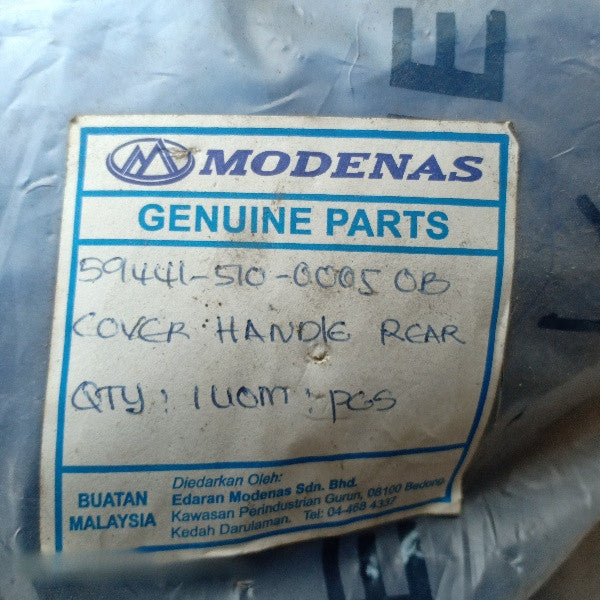 MODENAS
GENUINE PARTS
59441-510-0005 OB
COVER HANDLE REAR
QTY : 1 UOM : PCS
BUATAN MALAYSIA
Diedarkan Oleh:
Edaran Modenas Sdn. Bhd.
Kawasan Perindustrian Gurun, 08100 Bedong
Kedah Darulaman. Tel: 04-468 4337